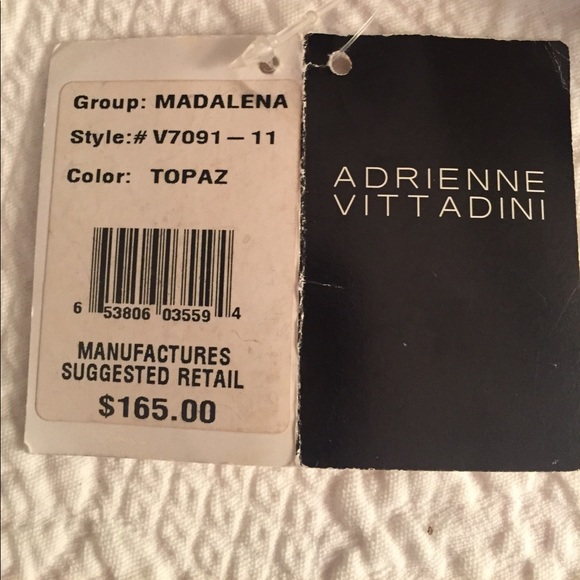 Group: MADALENA
Style:# V7091—11
Color: TOPAZ
6 53806 03559 4
MANUFACTURES
SUGGESTED RETAIL
$165.00
ADRIENNE
VITTADINI